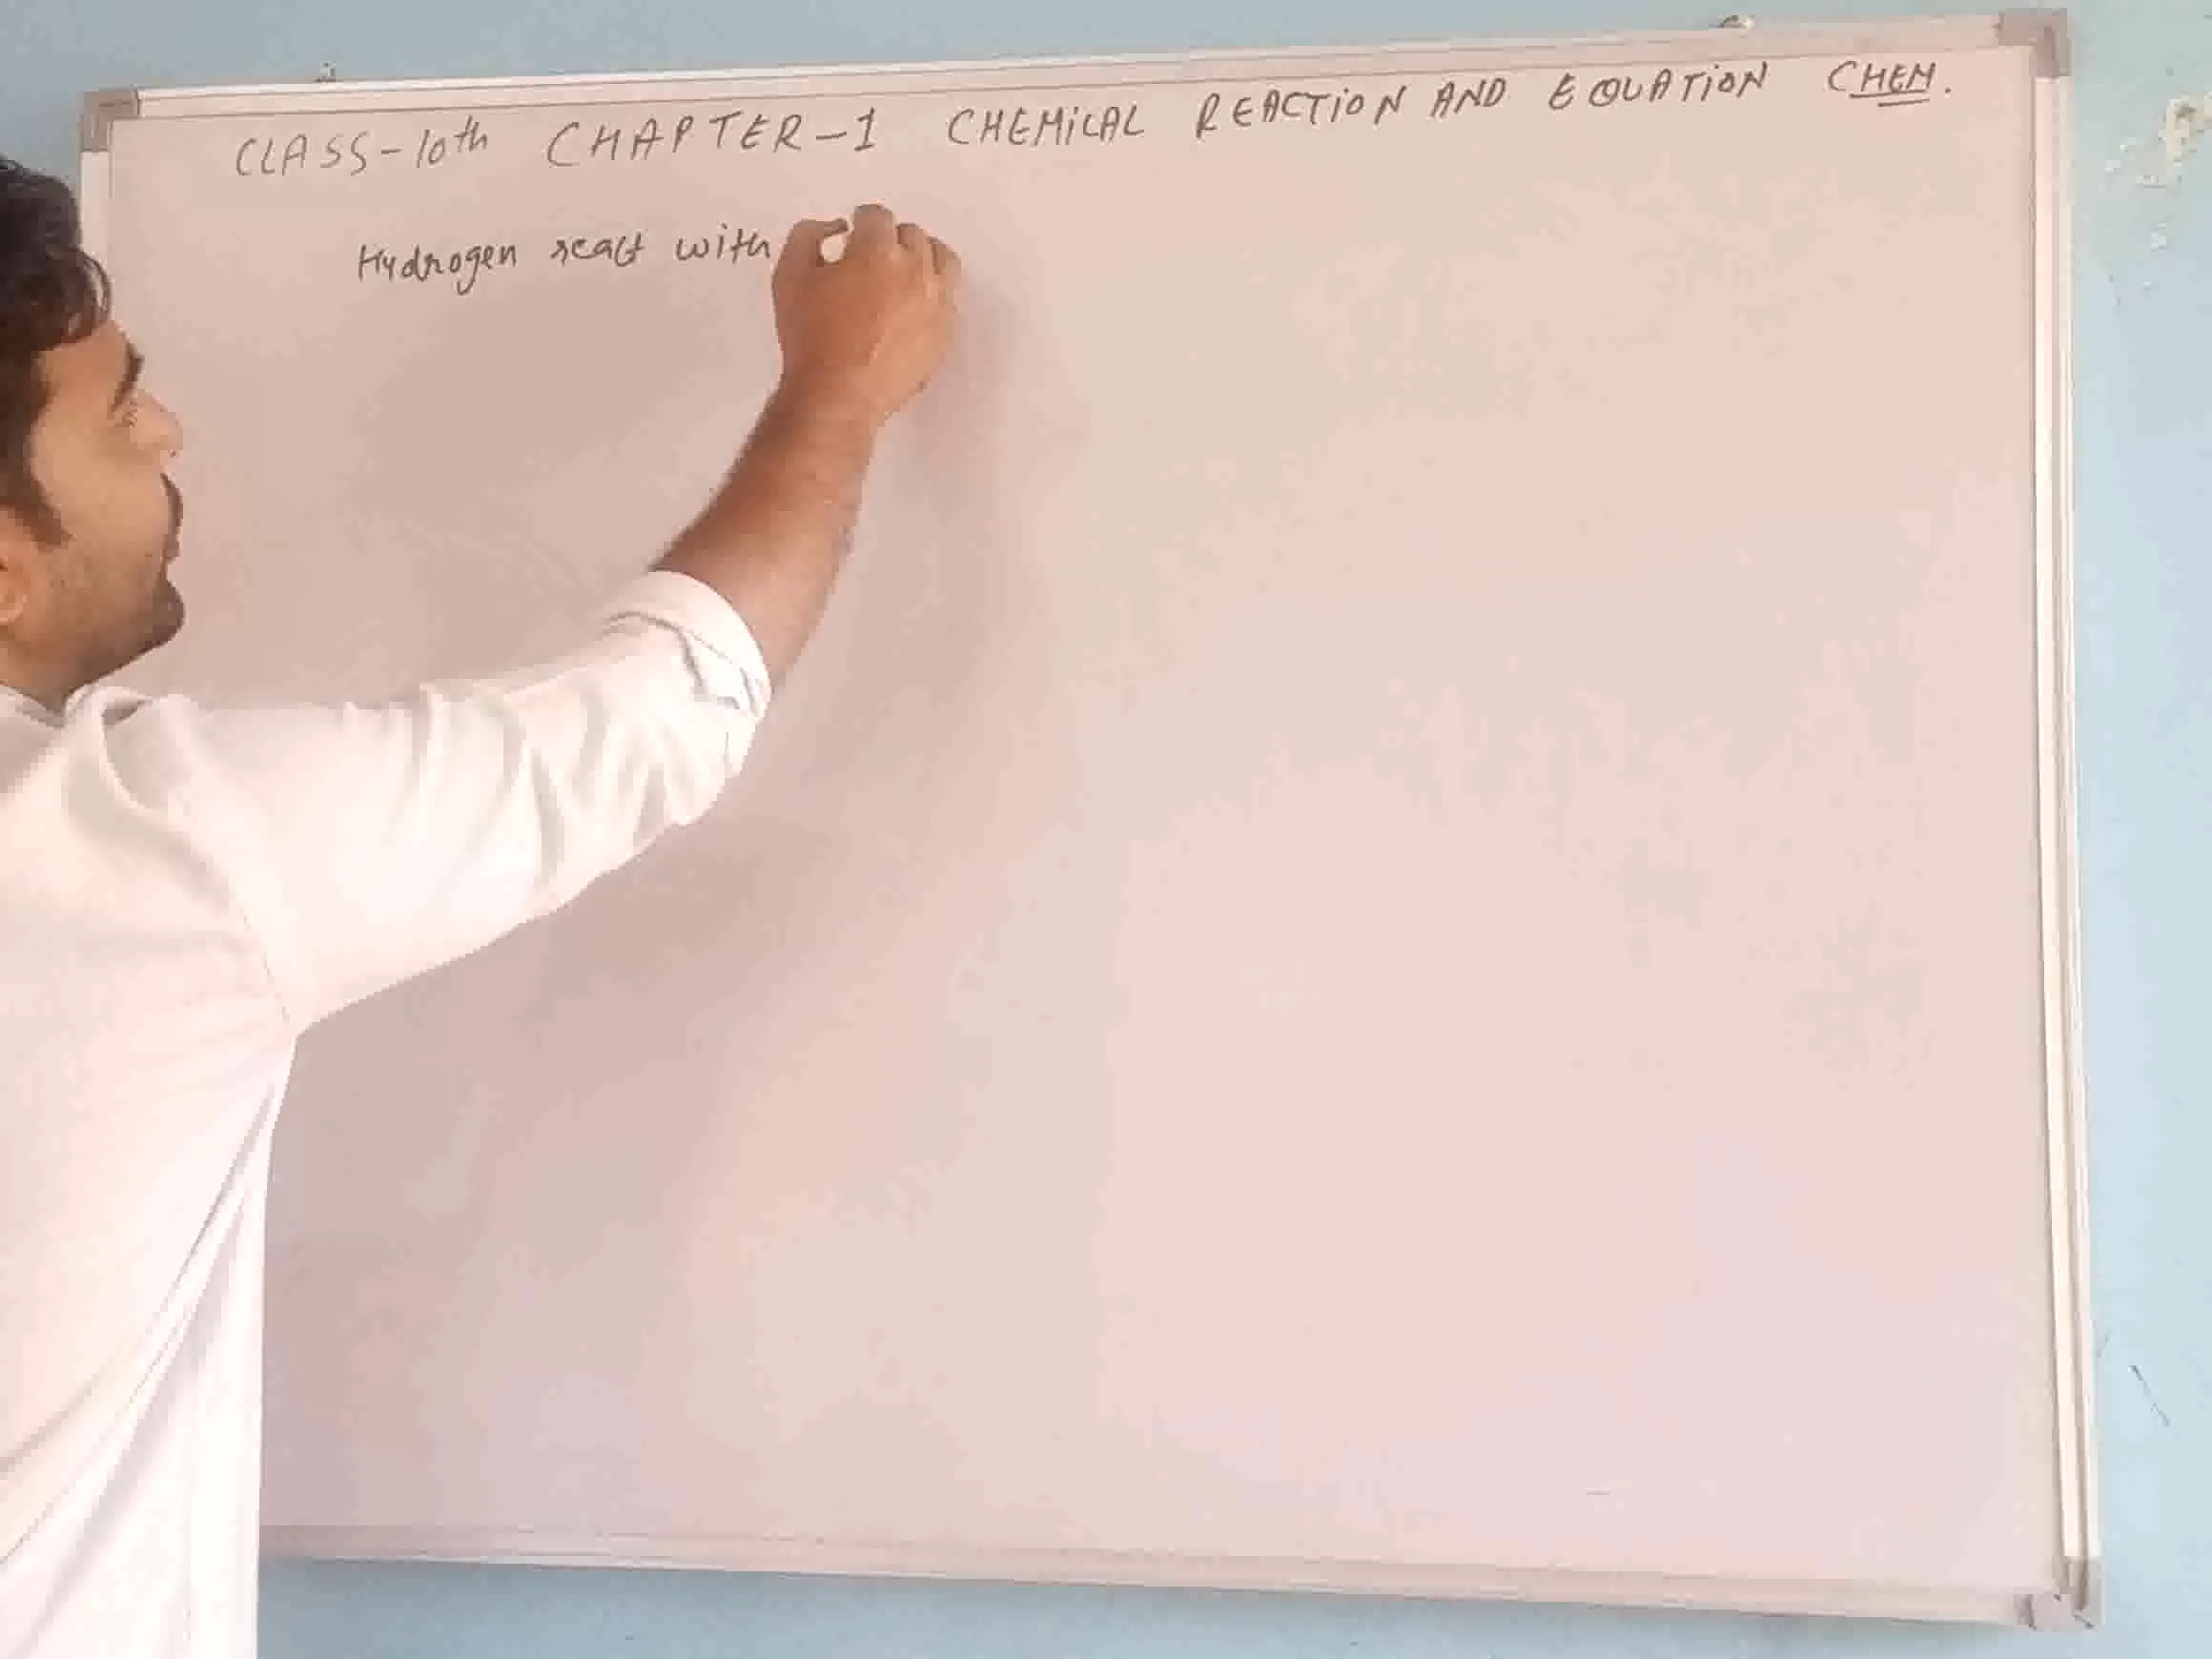 CLASS-10th CHAPTER-1 CHEMiCAL REACTiON AND EQUATiON CHEM.
Hydrogen react with